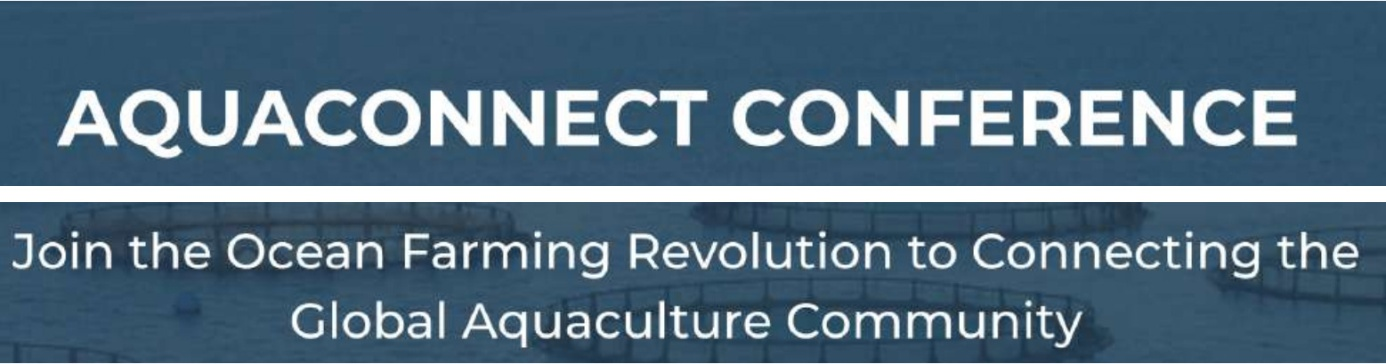 AQUACONNECT CONFERENCE
Join the Ocean Farming Revolution to Connecting the
Global Aquaculture Community